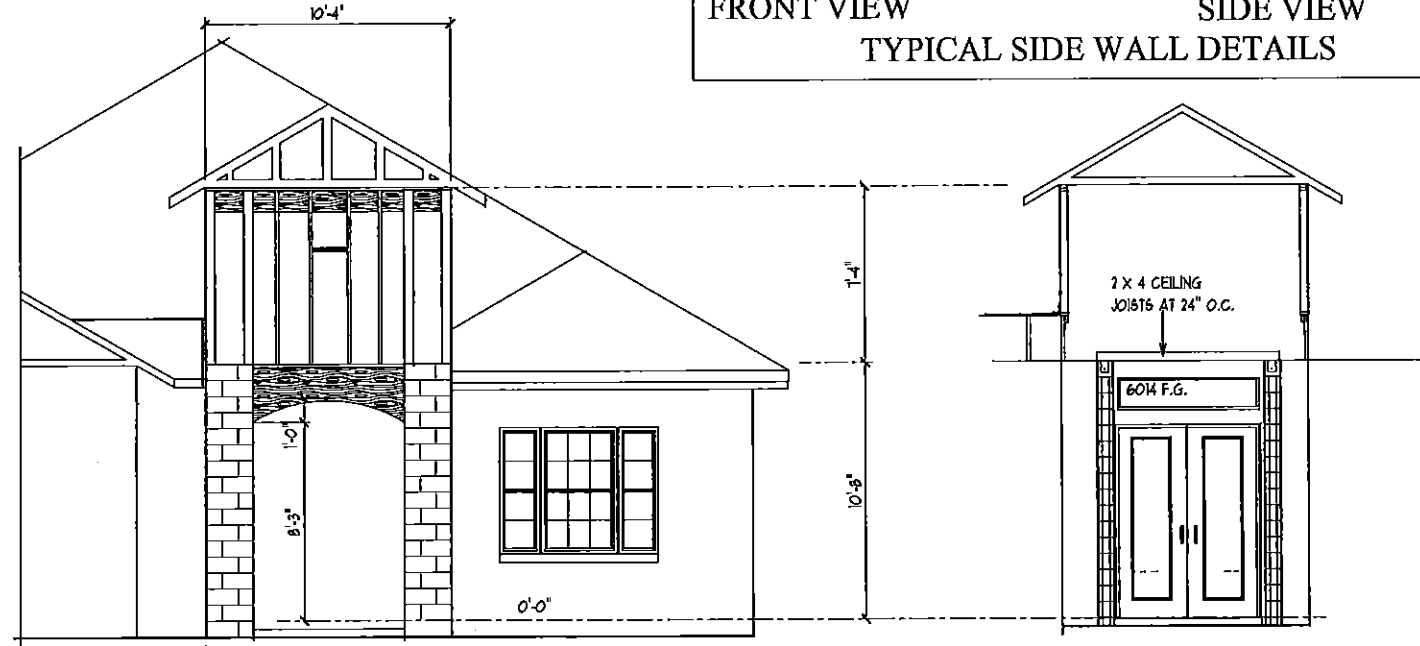 10'-4"
FRONT VIEW
SIDE VIEW
TYPICAL SIDE WALL DETAILS
7'-4"
2 X 4 CEILING
JOISTS AT 24" O.C.
6014 F.G.
1'-0"
8'-3"
10'-8"
0'-0"